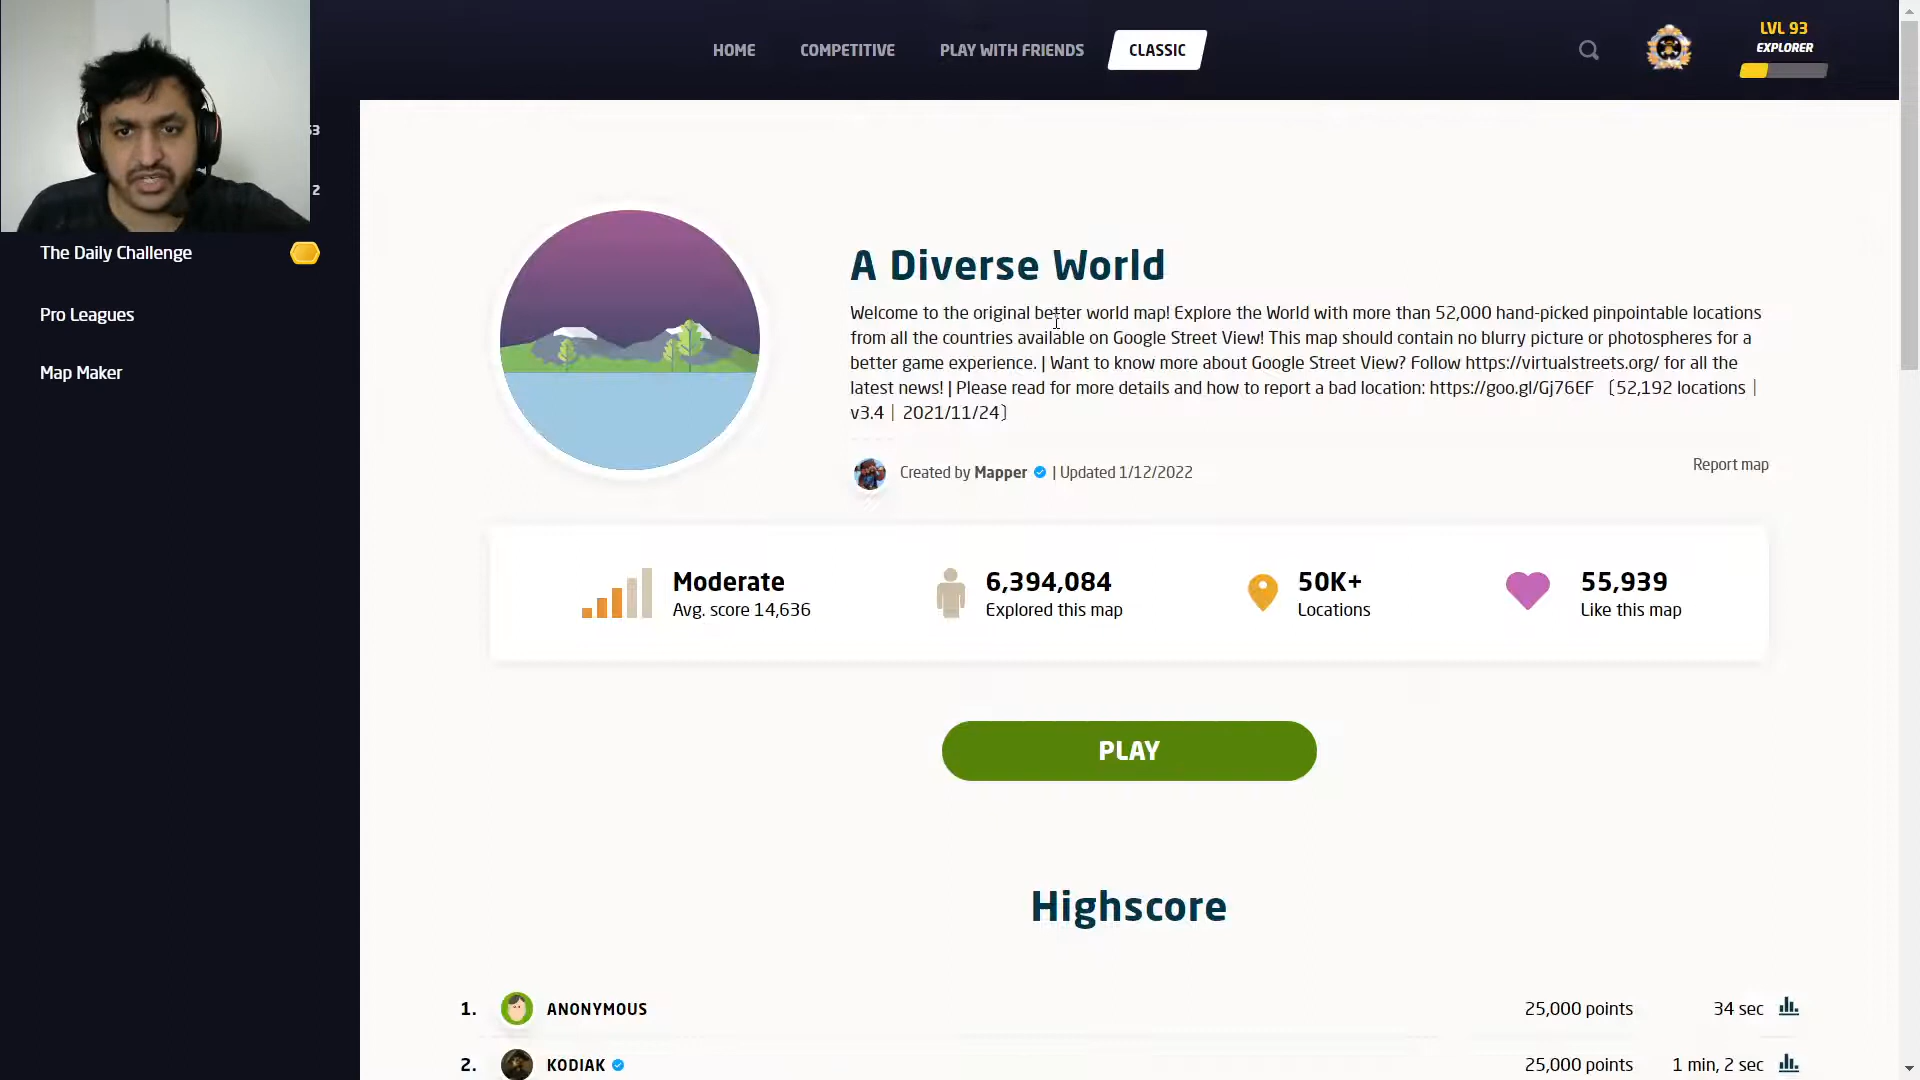 HOME
COMPETITIVE
PLAY WITH FRIENDS
CLASSIC
LVL 93
EXPLORER
2
The Daily Challenge
Pro Leagues
Map Maker
A Diverse World
Welcome to the original better world map! Explore the World with more than 52,000 hand-picked pinpointable locations
from all the countries available on Google Street View! This map should contain no blurry picture or photospheres for a
better game experience. | Want to know more about Google Street View? Follow https://virtualstreets.org/ for all the
latest news! | Please read for more details and how to report a bad location: https://goo.gl/Gj76EF 〔52,192 locations |
v3.4 | 2021/11/24〕
Created by Mapper | Updated 1/12/2022
Report map
Moderate
Avg. score 14,636
6,394,084
Explored this map
50K+
Locations
55,939
Like this map
PLAY
Highscore
1. ANONYMOUS 25,000 points 34 sec
2. KODIAK 25,000 points 1 min, 2 sec